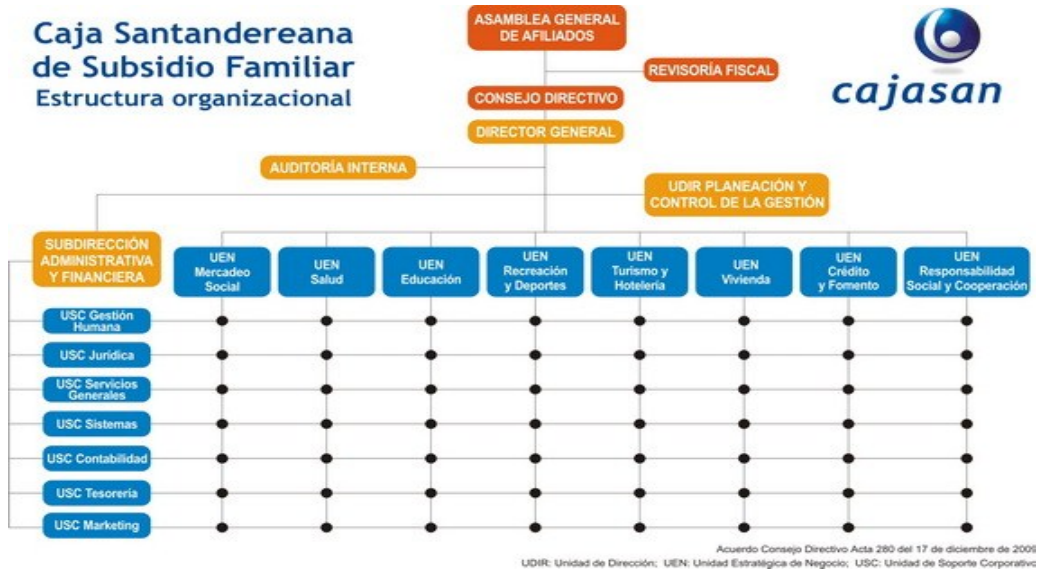 Caja Santandereana
de Subsidio Familiar
Estructura organizacional
ASAMBLEA GENERAL
DE AFILIADOS
REVISORÍA FISCAL
cajasan
CONSEJO DIRECTIVO
DIRECTOR GENERAL
AUDITORÍA INTERNA
UDIR PLANEACIÓN Y
CONTROL DE LA GESTIÓN
SUBDIRECCIÓN
ADMINISTRATIVA
Y FINANCIERA
UEN
Mercadeo
Social
UEN
Salud
UEN
Educación
UEN
Recreación
y Deportes
UEN
Turismo y
Hotelería
UEN
Vivienda
UEN
Crédito
y Fomento
UEN
Responsabilidad
Social y Cooperación
USC Gestión
Humana
USC Jurídica
USC Servicios
Generales
USC Sistemas
USC Contabilidad
USC Tesorería
USC Marketing
Acuerdo Consejo Directivo Acta 280 del 17 de diciembre de 2009
UDIR: Unidad de Dirección; UEN: Unidad Estratégica de Negocio; USC: Unidad de Soporte Corporativo